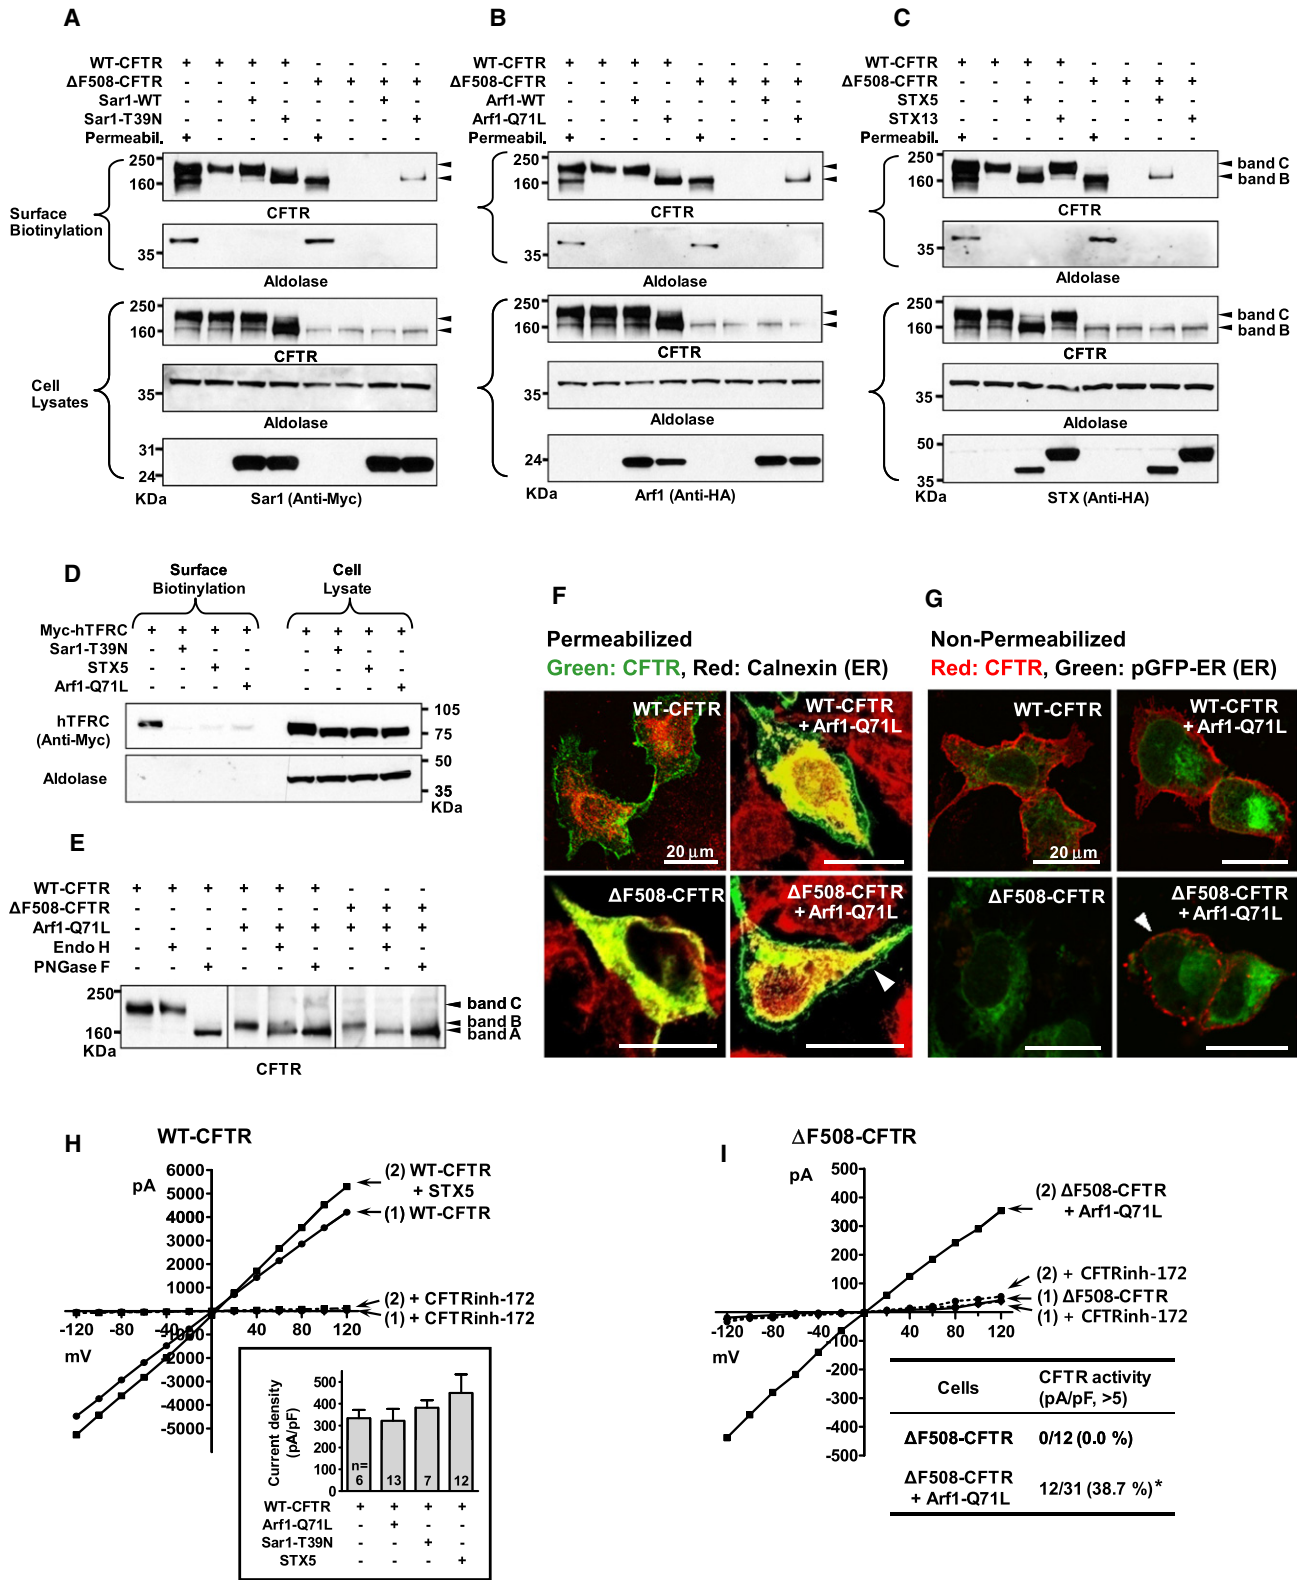 A
WT-CFTR + + + + - - - -
ΔF508-CFTR - - - - + + + +
Sar1-WT - - + - - - + -
Sar1-T39N - - - + - - - +
Permeabil. + +
Surface
Biotinylation
250
160
CFTR
35
Aldolase
Cell
Lysates
250
160
CFTR
35
Aldolase
31
24
KDa
Sar1 (Anti-Myc)
B
WT-CFTR + + + + - - - -
ΔF508-CFTR - - - - + + + +
Arf1-WT - - + - - - + -
Arf1-Q71L - - - + - - - +
Permeabil. + +
250
160
CFTR
35
Aldolase
250
160
CFTR
35
Aldolase
24
KDa
Arf1 (Anti-HA)
C
WT-CFTR + + + + - - - -
ΔF508-CFTR - - - - + + + +
STX5 - - + - - - + -
STX13 - - - + - - - +
Permeabil. + +
250
160
band C
band B
CFTR
35
Aldolase
250
160
band C
band B
CFTR
35
Aldolase
50
35
KDa
STX (Anti-HA)
D
Surface
Biotinylation
Cell
Lysate
Myc-hTFRC + + + + + + + +
Sar1-T39N - + - - - + - -
STX5 - - + - - - + -
Arf1-Q71L - - - + - - - +
hTFRC
(Anti-Myc)
105
75
Aldolase
50
35
KDa
E
WT-CFTR + + + + + + - - -
ΔF508-CFTR - - - - - - + + +
Arf1-Q71L - - - + + + + + +
Endo H - + - - + - - + -
PNGase F - - + - - + - - +
250
160
KDa
band C
band B
band A
CFTR
F
Permeabilized
Green: CFTR, Red: Calnexin (ER)
WT-CFTR
20 µm
WT-CFTR
+ Arf1-Q71L
ΔF508-CFTR
ΔF508-CFTR
+ Arf1-Q71L
G
Non-Permeabilized
Red: CFTR, Green: pGFP-ER (ER)
WT-CFTR
20 µm
WT-CFTR
+ Arf1-Q71L
ΔF508-CFTR
ΔF508-CFTR
+ Arf1-Q71L
H
WT-CFTR
pA
6000
5000
4000
3000
2000
1000
-1000
-2000
-3000
-4000
-5000
-120 -80 -40 40 80 120
mV
(2) WT-CFTR
+ STX5
(1) WT-CFTR
(2) + CFTRinh-172
(1) + CFTRinh-172
Current density
(pA/pF)
500
400
300
200
100
0
n=
6 13 7 12
WT-CFTR + + + +
Arf1-Q71L - + - -
Sar1-T39N - - + -
STX5 - - - +
I
ΔF508-CFTR
pA
500
400
300
200
100
-100
-200
-300
-400
-500
-120 -80 -40 40 80 120
mV
(2) ΔF508-CFTR
+ Arf1-Q71L
(2) + CFTRinh-172
(1) ΔF508-CFTR
(1) + CFTRinh-172
Cells
CFTR activity
(pA/pF, >5)
ΔF508-CFTR
0/12 (0.0 %)
ΔF508-CFTR
+ Arf1-Q71L
12/31 (38.7 %)*